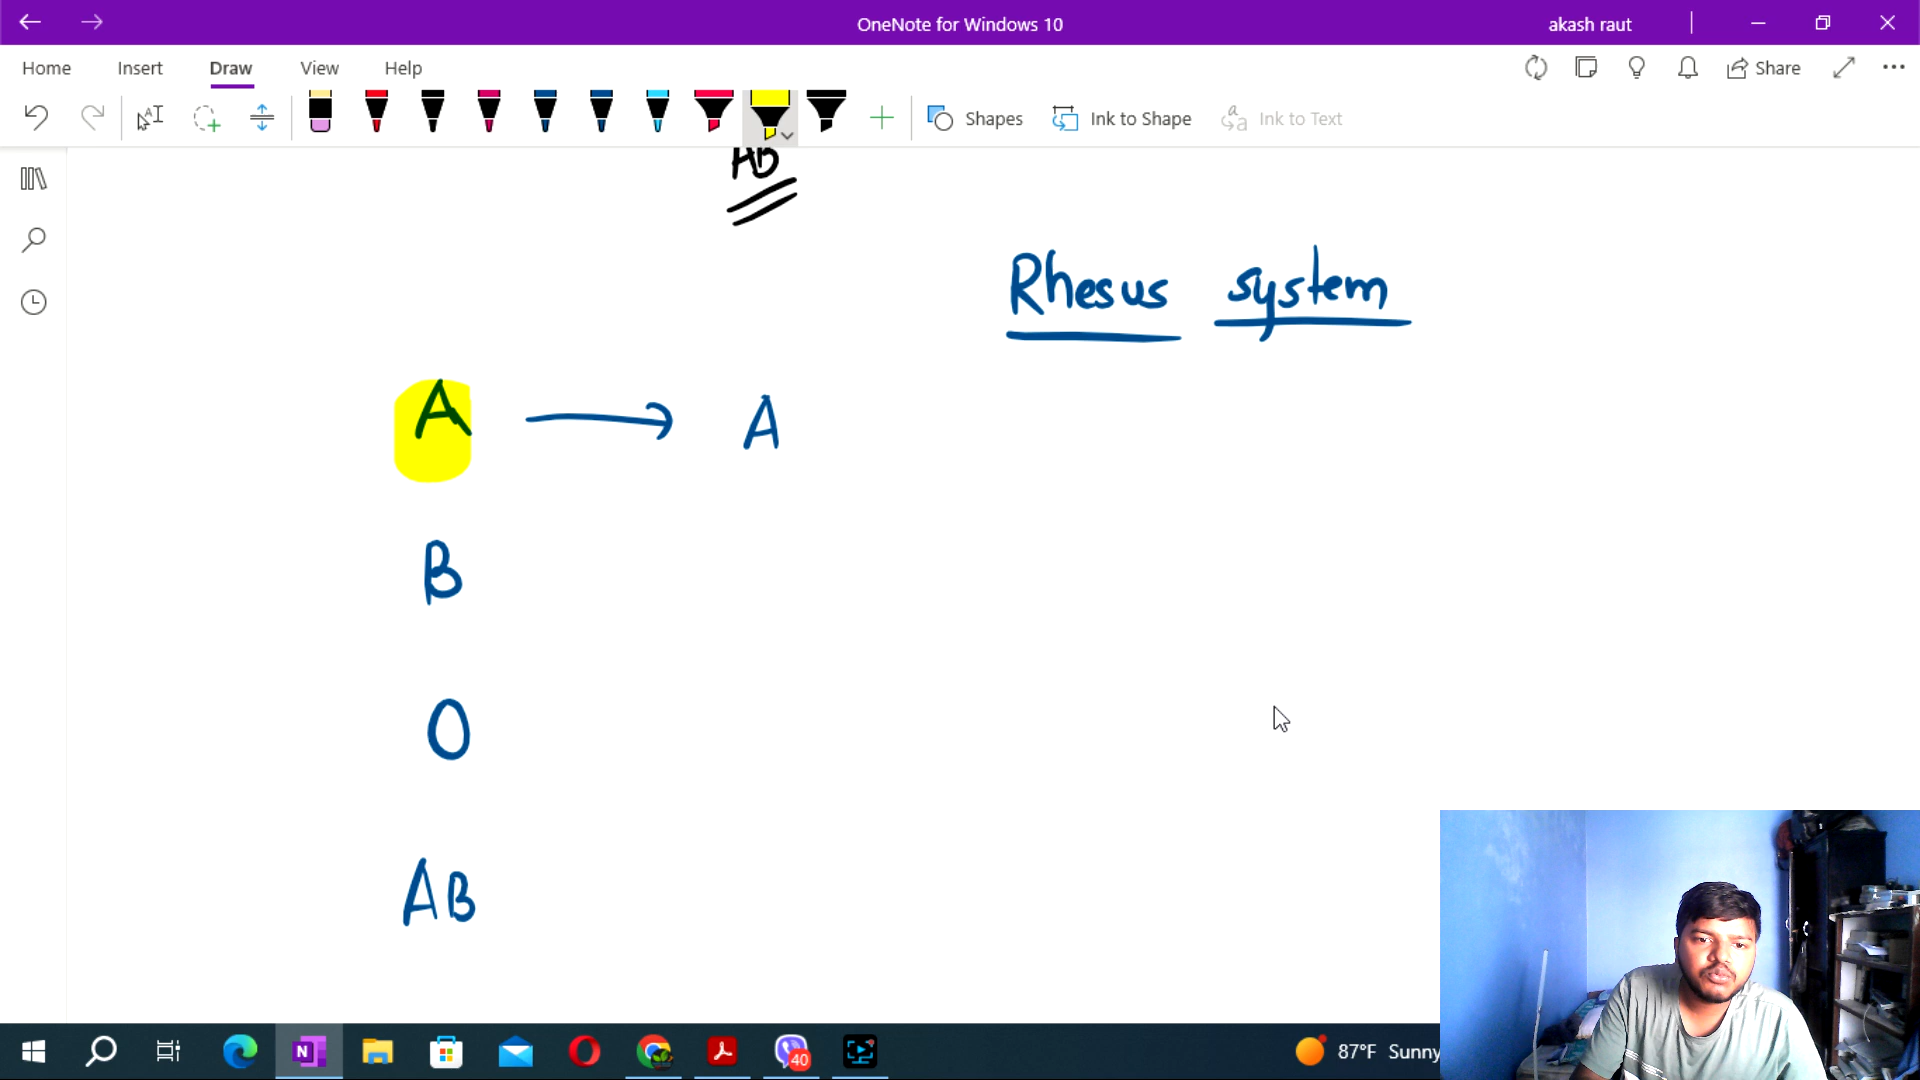 OneNote for Windows 10
akash raut
Home Insert Draw View Help
Share
Shapes
Ink to Shape
Ink to Text
AB
Rhesus system
A → A
B
O
AB
40
87°F Sunny